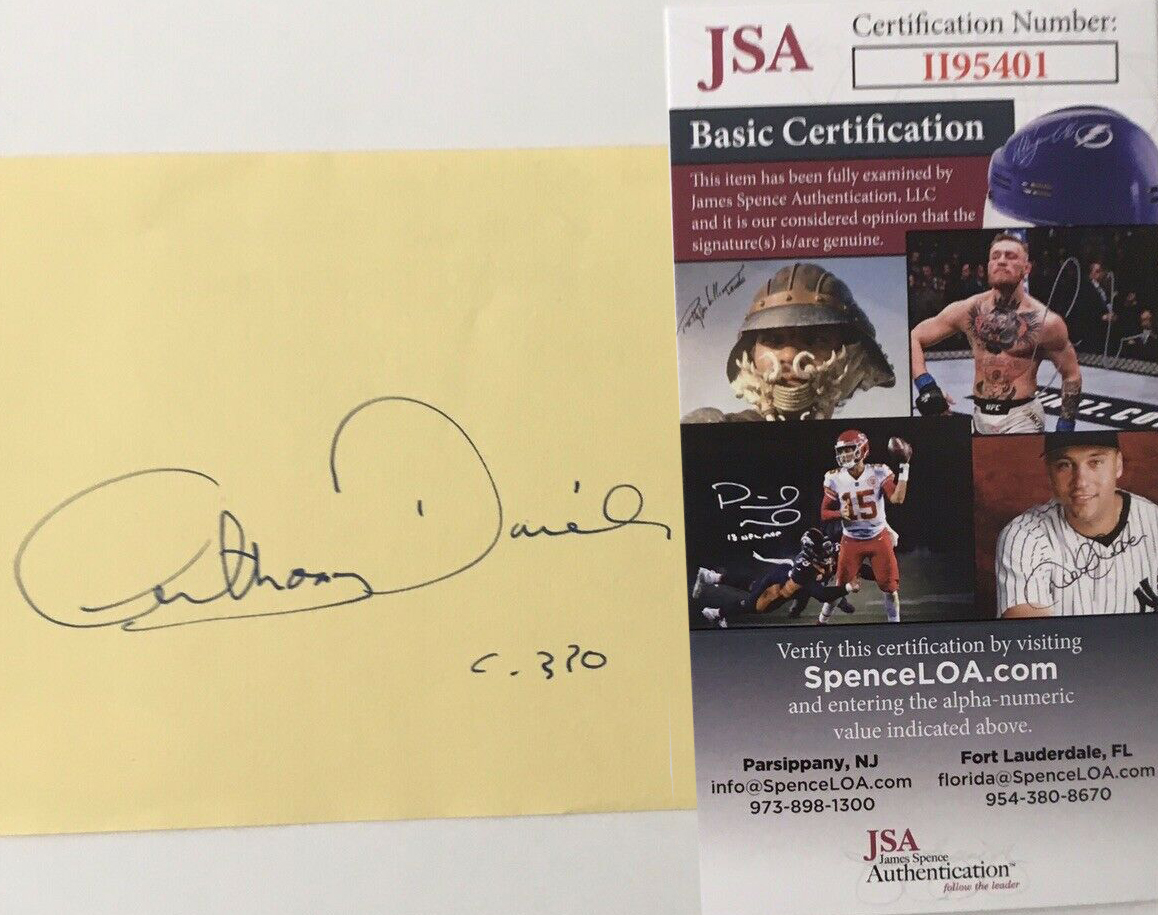 Anthony Daniels
C. 3PO
JSA
Certification Number:
II95401
Basic Certification
This item has been fully examined by
James Spence Authentication, LLC
and it is our considered opinion that the
signature(s) is/are genuine.
UFC
15
Verify this certification by visiting
SpenceLOA.com
and entering the alpha-numeric
value indicated above.
Parsippany, NJ
info@SpenceLOA.com
973-898-1300
Fort Lauderdale, FL
florida@SpenceLOA.com
954-380-8670
JSA
James Spence
Authentication™
follow the leader